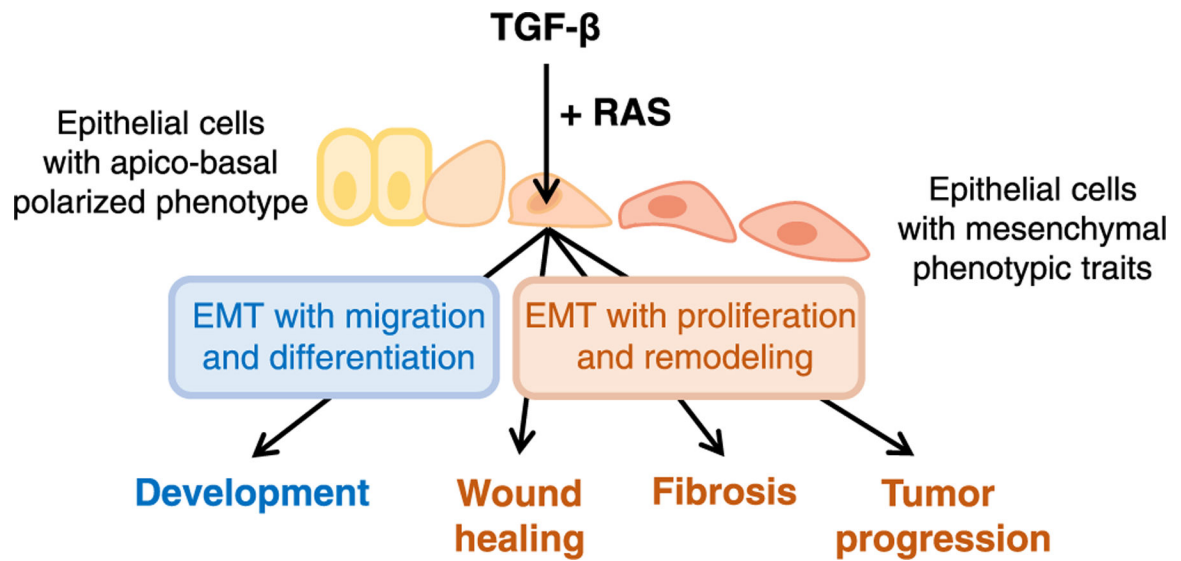 TGF-β
+ RAS
Epithelial cells
with apico-basal
polarized phenotype
Epithelial cells
with mesenchymal
phenotypic traits
EMT with migration
and differentiation
EMT with proliferation
and remodeling
Development
Wound
healing
Fibrosis
Tumor
progression